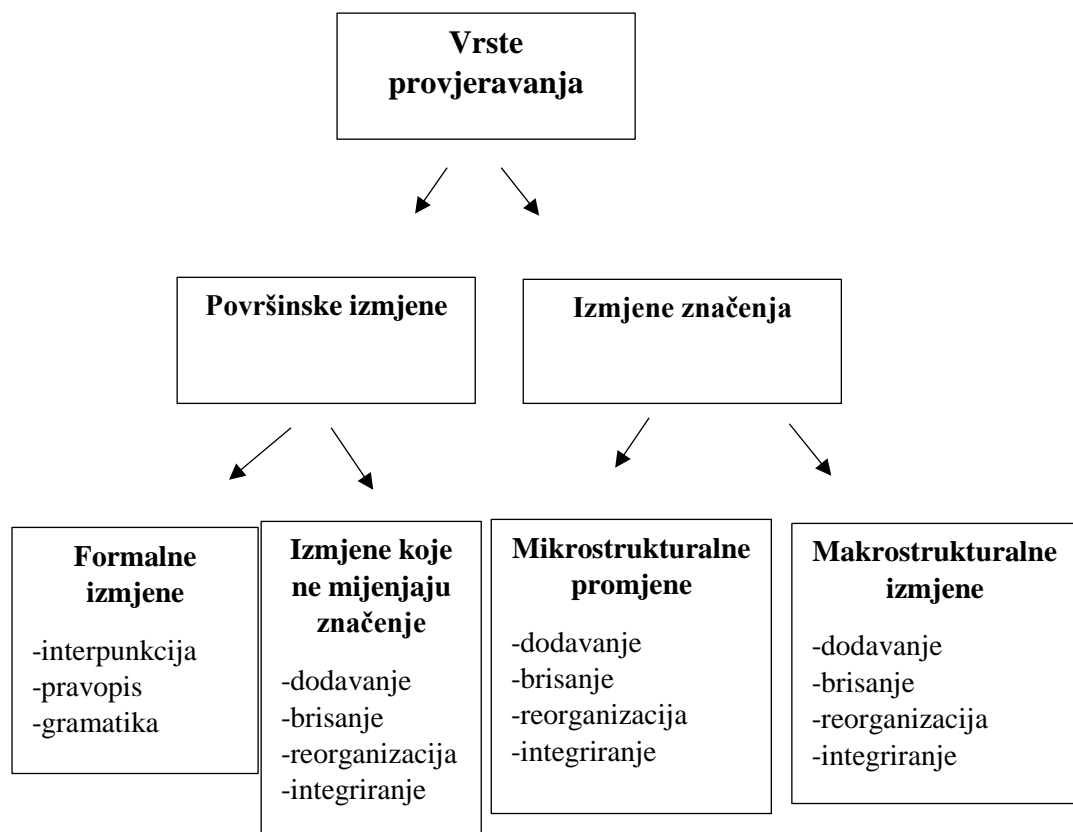 Vrste
provjeravanja
Površinske izmjene
Izmjene značenja
Formalne
izmjene
-interpunkcija
-pravopis
-gramatika
Izmjene koje
ne mijenjaju
značenje
-dodavanje
-brisanje
-reorganizacija
-integriranje
Mikrostrukturalne
promjene
-dodavanje
-brisanje
-reorganizacija
-integriranje
Makrostrukturalne
izmjene
-dodavanje
-brisanje
-reorganizacija
-integriranje